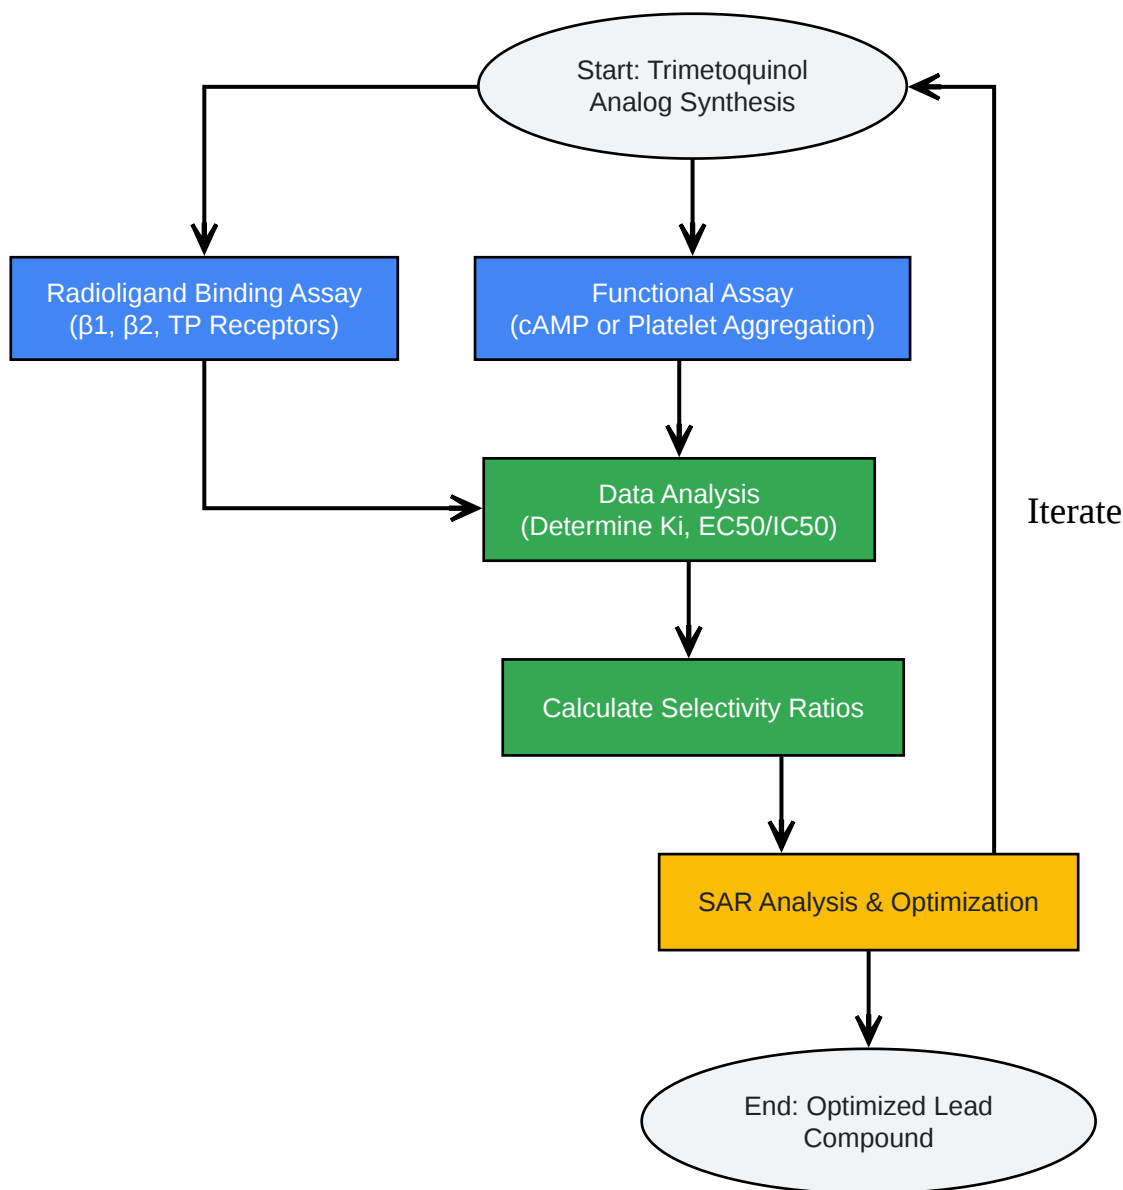 Start: Trimetoquinol
Analog Synthesis
Radioligand Binding Assay
(β1, β2, TP Receptors)
Functional Assay
(cAMP or Platelet Aggregation)
Data Analysis
(Determine Ki, EC50/IC50)
Iterate
Calculate Selectivity Ratios
SAR Analysis & Optimization
End: Optimized Lead
Compound